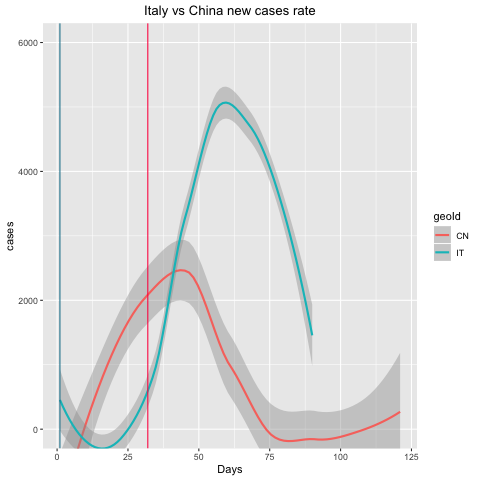 Italy vs China new cases rate
6000
4000
2000
0
cases
0 25 50 75 100 125
Days
geoId
CN
IT